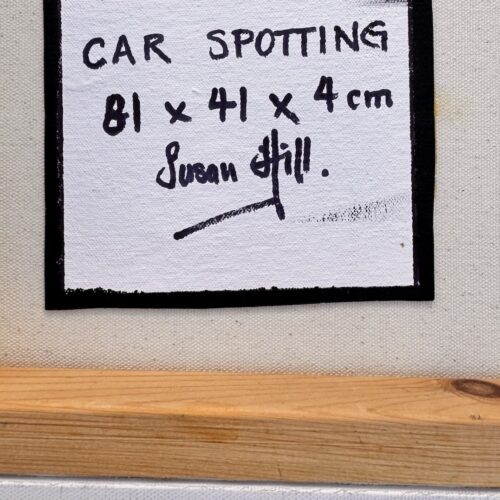 CAR SPOTTING
81 x 41 x 4 cm
Susan Hill.